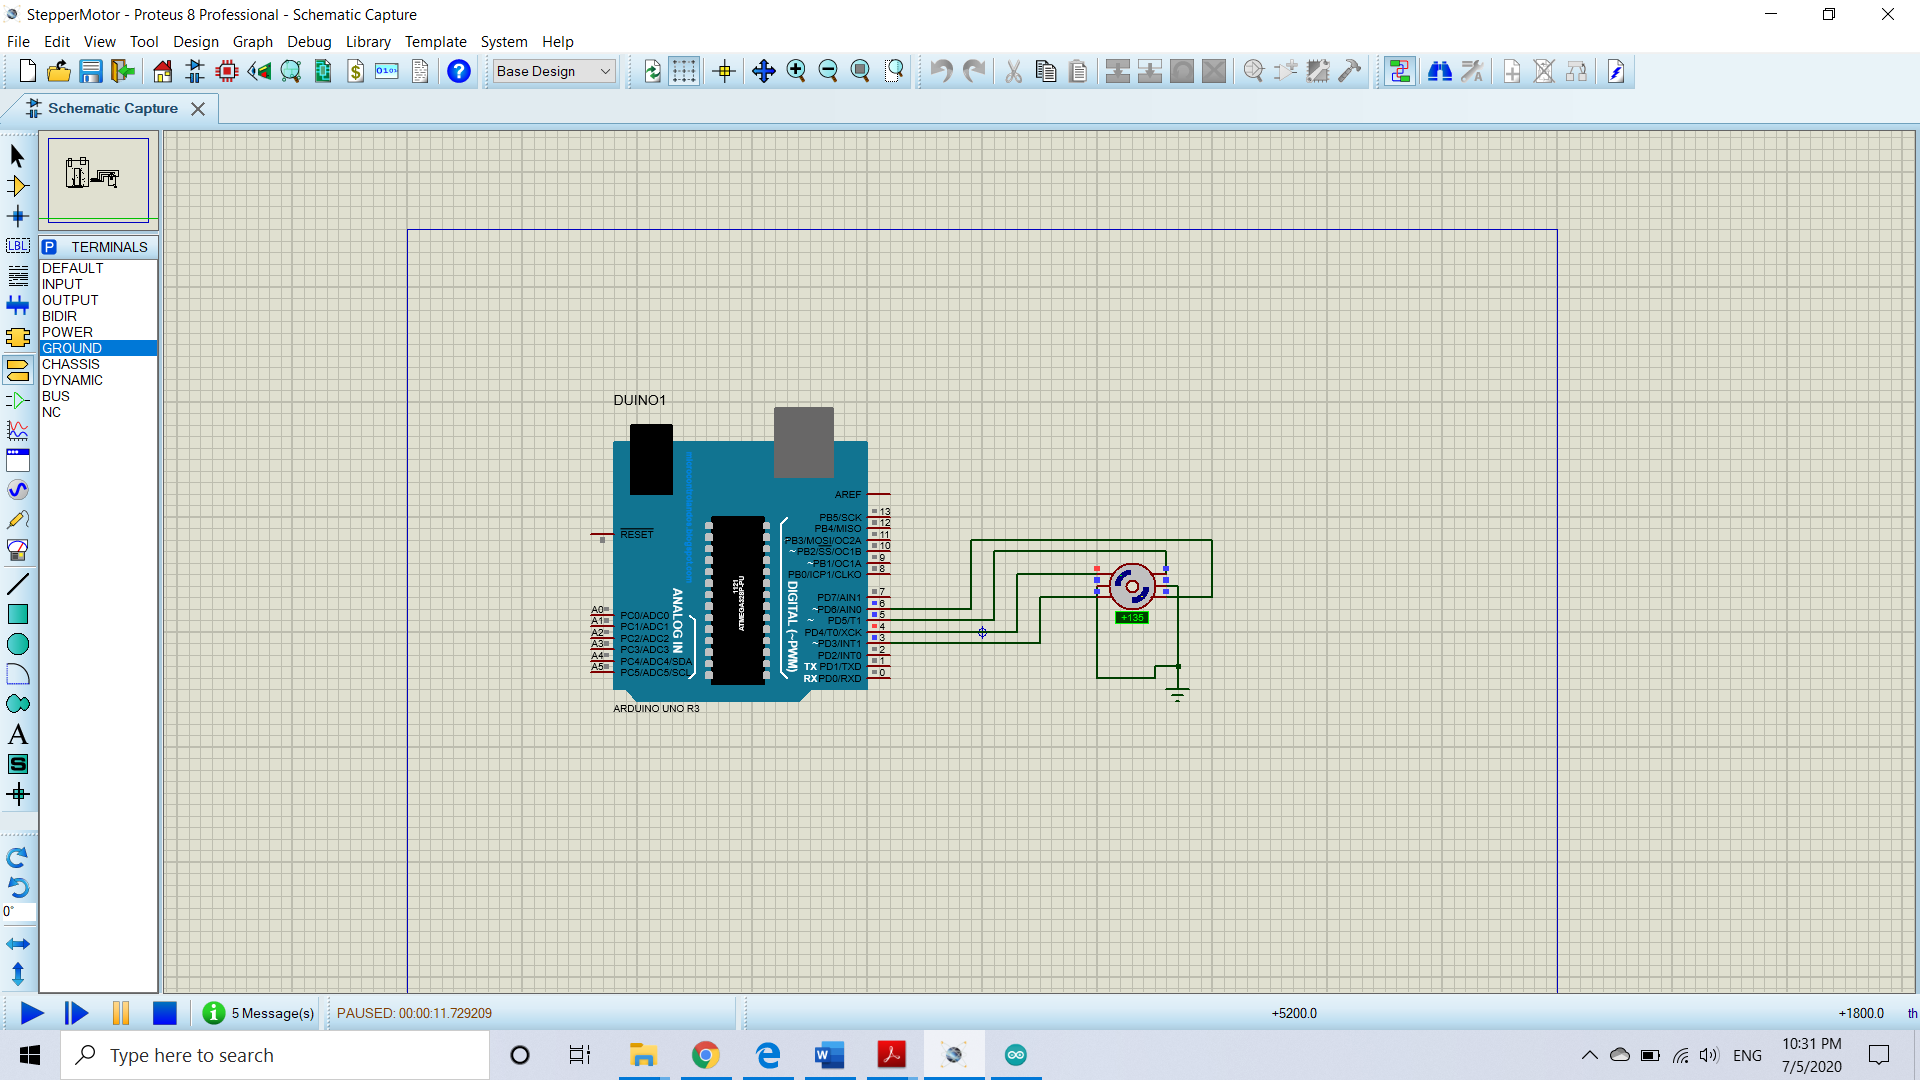 StepperMotor - Proteus 8 Professional - Schematic Capture
File Edit View Tool Design Graph Debug Library Template System Help
Base Design
Schematic Capture
LBL
P TERMINALS
DEFAULT
INPUT
OUTPUT
BIDIR
POWER
GROUND
CHASSIS
DYNAMIC
BUS
NC
A
S
0°
DUINO1
RESET
AREF
PB5/SCK 13
PB4/MISO 12
PB3/MOSI/OC2A 11
~PB2/SS/OC1B 10
~PB1/OC1A 9
PB0/ICP1/CLKO 8
PD7/AIN1 7
~PD6/AIN0 6
~ PD5/T1 5
PD4/T0/XCK 4
~PD3/INT1 3
PD2/INT0 2
TX PD1/TXD 1
RX PD0/RXD 0
A0 PC0/ADC0
A1 PC1/ADC1
A2 PC2/ADC2
A3 PC3/ADC3
A4 PC4/ADC4/SDA
A5 PC5/ADC5/SCL
ANALOG IN
1121
ATMEGA328P-PU
DIGITAL (~PWM)
ARDUINO UNO R3
+135
5 Message(s) PAUSED: 00:00:11.729209 +5200.0 +1800.0 th
Type here to search
ENG
10:31 PM
7/5/2020